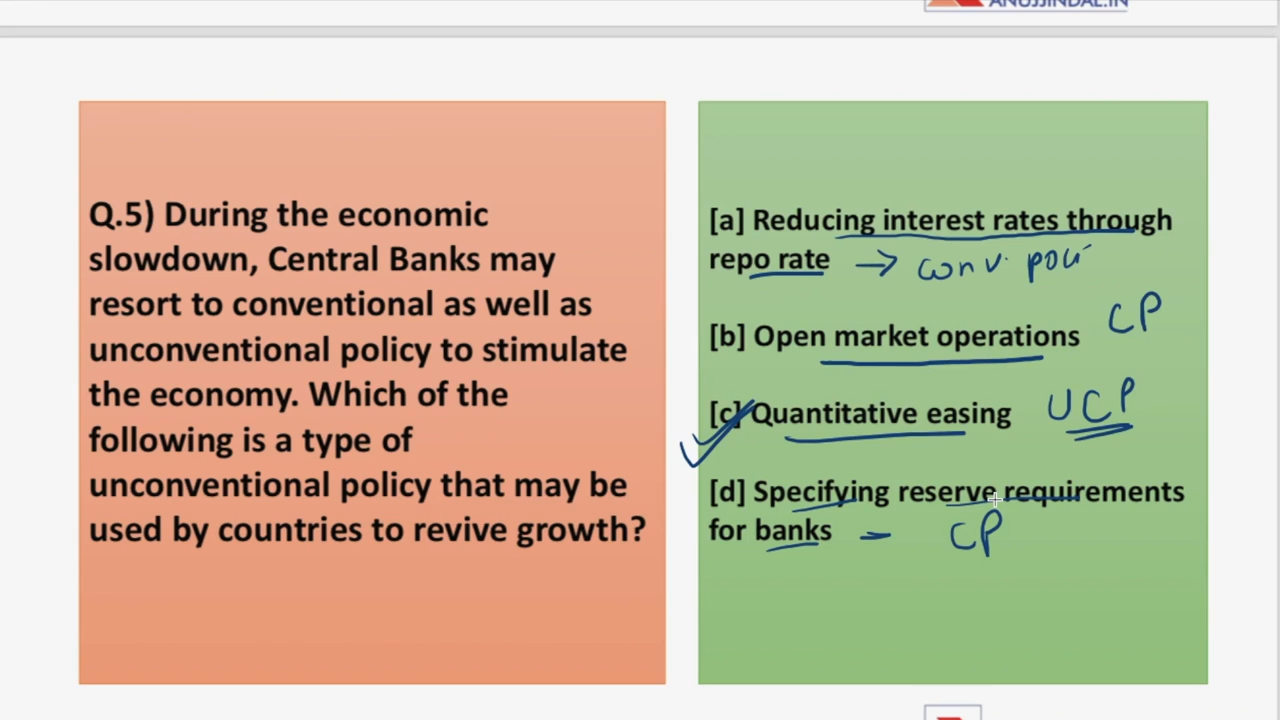 ANUJJINDAL.IN
Q.5) During the economic
slowdown, Central Banks may
resort to conventional as well as
unconventional policy to stimulate
the economy. Which of the
following is a type of
unconventional policy that may be
used by countries to revive growth?
[a] Reducing interest rates through
repo rate → conv. poli
[b] Open market operations CP
[c] Quantitative easing UCP
[d] Specifying reserve requirements
for banks - CP